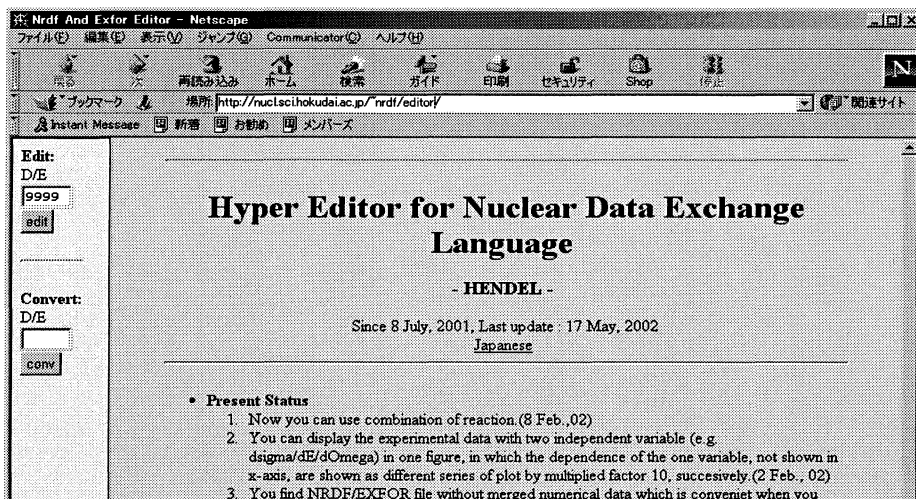 Nrdf And Exfor Editor - Netscape
ファイル(F) 編集(E) 表示(V) ジャンプ(G) Communicator(C) ヘルプ(H)
戻る 次 再読み込み ホーム 検索 ガイド 印刷 セキュリティ Shop 停止
N
ブックマーク 場所: http://nucl.sci.hokudai.ac.jp/~nrdf/editor/ 関連サイト
Instant Message 新着 お勧め メンバーズ
Edit:
D/E
9999
edit
Convert:
D/E
conv
Hyper Editor for Nuclear Data Exchange
Language
- HENDEL -
Since 8 July, 2001, Last update : 17 May, 2002
Japanese
• Present Status
1. Now you can use combination of reaction.(8 Feb.,02)
2. You can display the experimental data with two independent variable (e.g.
dsigma/dE/dOmega) in one figure, in which the dependence of the one variable, not shown in
x-axis, are shown as different series of plot by multiplied factor 10, succesively.(2 Feb., 02)
3. You find NRDF/EXFOR file without merged numerical data which is convenient when you